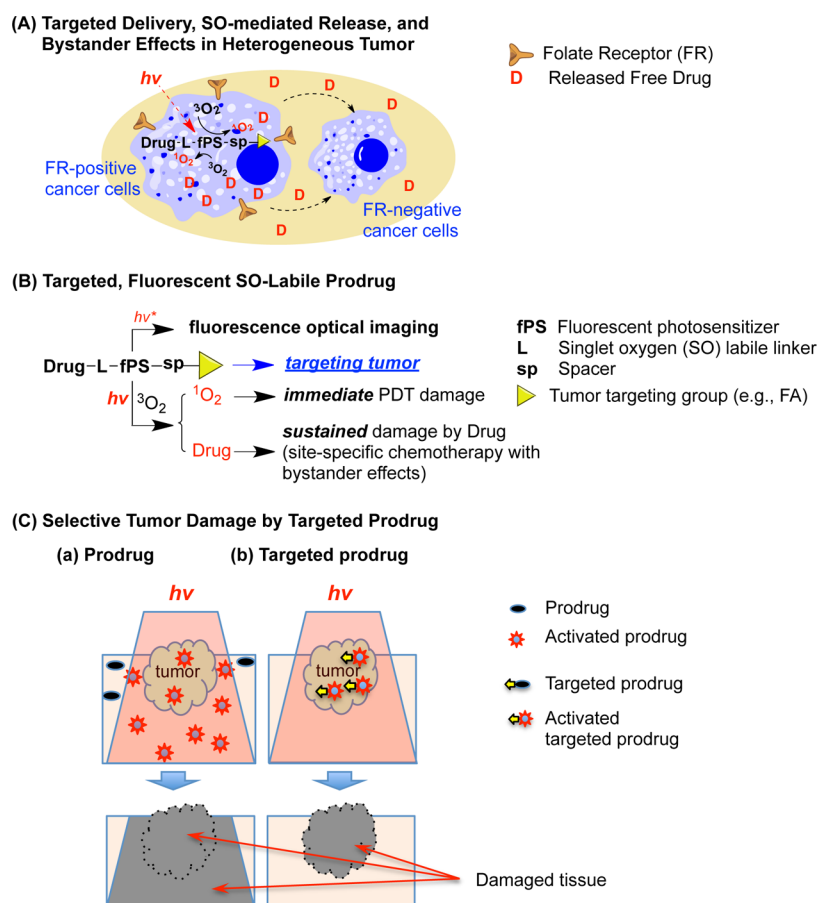 (A) Targeted Delivery, SO-mediated Release, and
Bystander Effects in Heterogeneous Tumor
Folate Receptor (FR)
D Released Free Drug
hν
D
D
D
D
³O₂
¹O₂
Drug-L-fPS-sp
¹O₂
³O₂
D
D
D
D
D
D
D
D
FR-positive
cancer cells
FR-negative
cancer cells
(B) Targeted, Fluorescent SO-Labile Prodrug
hν*
fluorescence optical imaging
Drug-L-fPS-sp
targeting tumor
hν
³O₂
¹O₂
immediate PDT damage
Drug
sustained damage by Drug
(site-specific chemotherapy with
bystander effects)
fPS Fluorescent photosensitizer
L Singlet oxygen (SO) labile linker
sp Spacer
Tumor targeting group (e.g., FA)
(C) Selective Tumor Damage by Targeted Prodrug
(a) Prodrug
(b) Targeted prodrug
hν
hν
tumor
tumor
Prodrug
Activated prodrug
Targeted prodrug
Activated
targeted prodrug
Damaged tissue